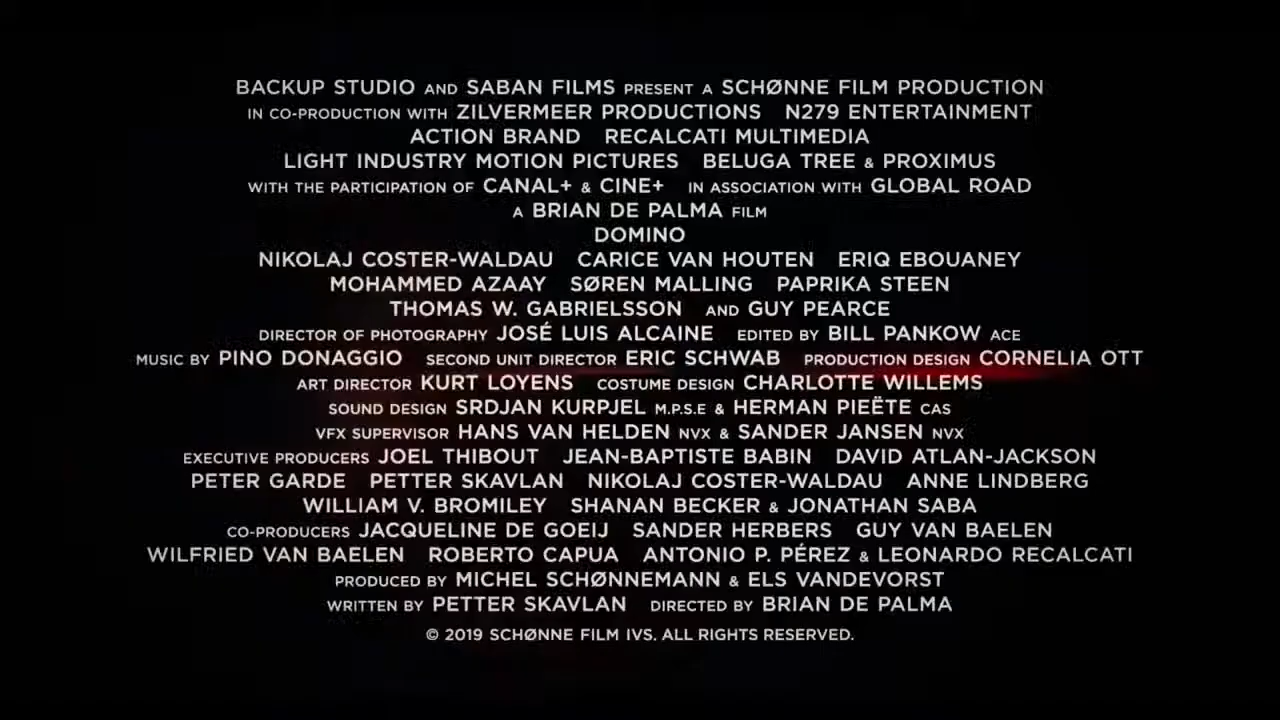 BACKUP STUDIO AND SABAN FILMS PRESENT A SCHØNNE FILM PRODUCTION
IN CO-PRODUCTION WITH ZILVERMEER PRODUCTIONS N279 ENTERTAINMENT
ACTION BRAND RECALCATI MULTIMEDIA
LIGHT INDUSTRY MOTION PICTURES BELUGA TREE & PROXIMUS
WITH THE PARTICIPATION OF CANAL+ & CINE+ IN ASSOCIATION WITH GLOBAL ROAD
A BRIAN DE PALMA FILM
DOMINO
NIKOLAJ COSTER-WALDAU CARICE VAN HOUTEN ERIQ EBOUANEY
MOHAMMED AZAAY SØREN MALLING PAPRIKA STEEN
THOMAS W. GABRIELSSON AND GUY PEARCE
DIRECTOR OF PHOTOGRAPHY JOSÉ LUIS ALCAINE EDITED BY BILL PANKOW ACE
MUSIC BY PINO DONAGGIO SECOND UNIT DIRECTOR ERIC SCHWAB PRODUCTION DESIGN CORNELIA OTT
ART DIRECTOR KURT LOYENS COSTUME DESIGN CHARLOTTE WILLEMS
SOUND DESIGN SRDJAN KURPJEL M.P.S.E & HERMAN PIEËTE CAS
VFX SUPERVISOR HANS VAN HELDEN NVX & SANDER JANSEN NVX
EXECUTIVE PRODUCERS JOEL THIBOUT JEAN-BAPTISTE BABIN DAVID ATLAN-JACKSON
PETER GARDE PETTER SKAVLAN NIKOLAJ COSTER-WALDAU ANNE LINDBERG
WILLIAM V. BROMILEY SHANAN BECKER & JONATHAN SABA
CO-PRODUCERS JACQUELINE DE GOEIJ SANDER HERBERS GUY VAN BAELEN
WILFRIED VAN BAELEN ROBERTO CAPUA ANTONIO P. PÉREZ & LEONARDO RECALCATI
PRODUCED BY MICHEL SCHØNNEMANN & ELS VANDEVORST
WRITTEN BY PETTER SKAVLAN DIRECTED BY BRIAN DE PALMA
© 2019 SCHØNNE FILM IVS. ALL RIGHTS RESERVED.